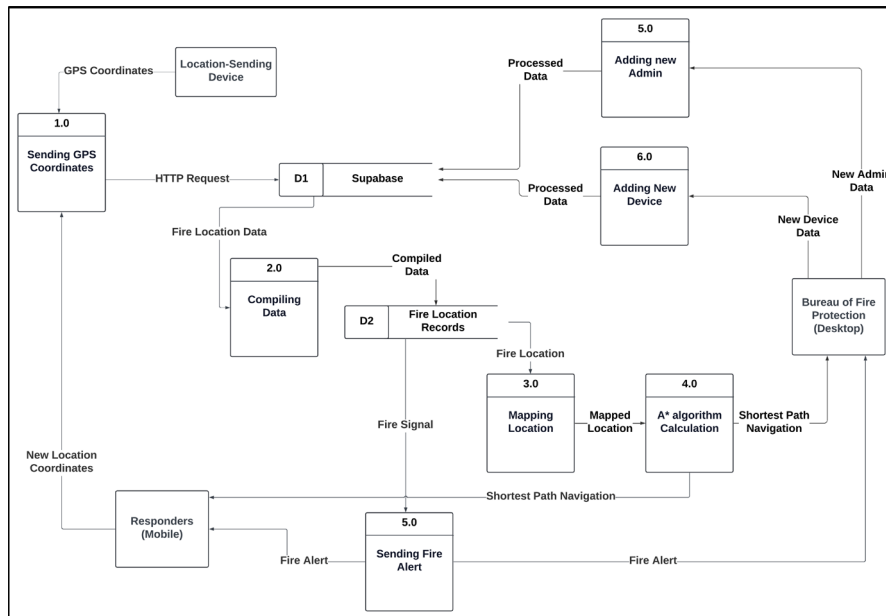 5.0
Adding new
Admin
Processed
Data
Location-Sending
Device
GPS Coordinates
1.0
Sending GPS
Coordinates
HTTP Request
D1
Supabase
6.0
Adding New
Device
Processed
Data
New Admin
Data
New Device
Data
Fire Location Data
2.0
Compiling
Data
Compiled
Data
D2
Fire Location
Records
Bureau of Fire
Protection
(Desktop)
Fire Location
3.0
Mapping
Location
Mapped
Location
4.0
A* algorithm
Calculation
Shortest Path
Navigation
Fire Signal
New Location
Coordinates
Shortest Path Navigation
Responders
(Mobile)
5.0
Sending Fire
Alert
Fire Alert
Fire Alert